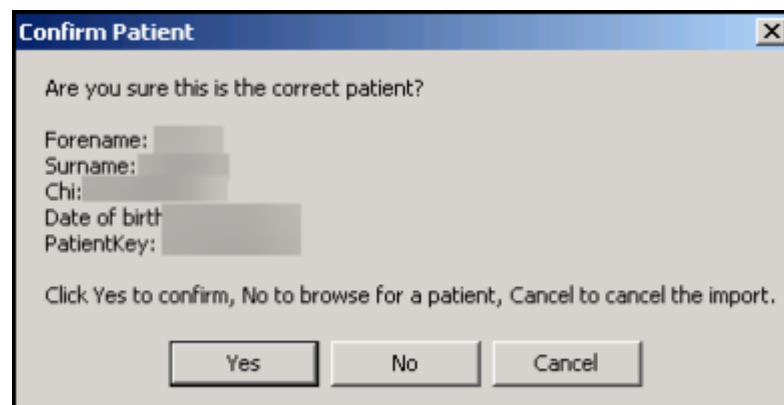 Confirm Patient
Are you sure this is the correct patient?
Forename:
Surname:
Chi:
Date of birth
PatientKey:
Click Yes to confirm, No to browse for a patient, Cancel to cancel the import.
Yes No Cancel